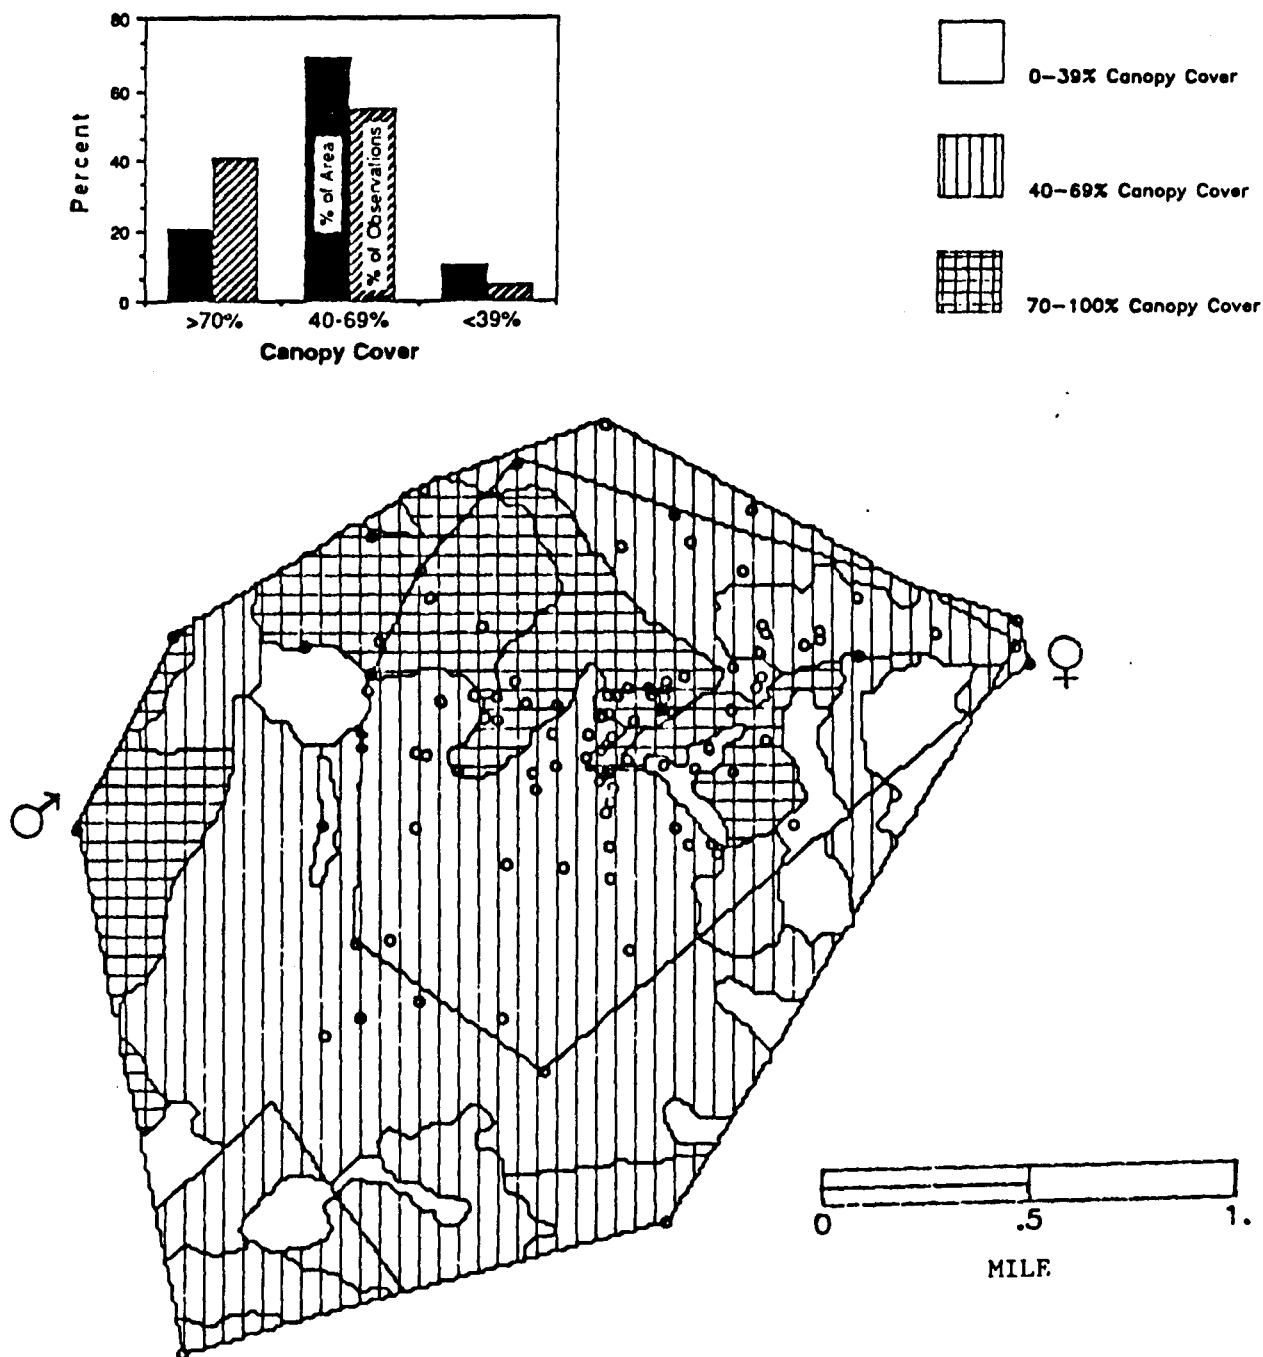 80
60
40
20
0
Percent
% of Area
% of Observations
>70%
40-69%
<39%
Canopy Cover
0-39% Canopy Cover
40-69% Canopy Cover
70-100% Canopy Cover
♂
♀
0
.5
1.
MILE